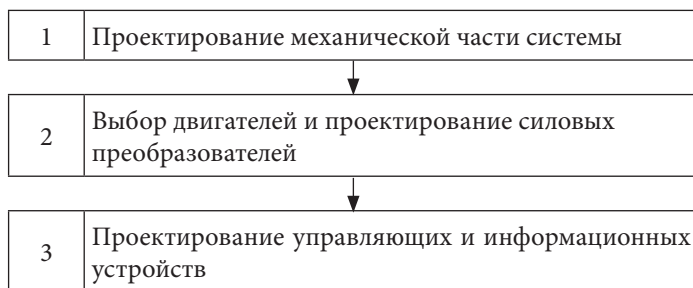 1 Проектирование механической части системы
2 Выбор двигателей и проектирование силовых
преобразователей
3 Проектирование управляющих и информационных
устройств